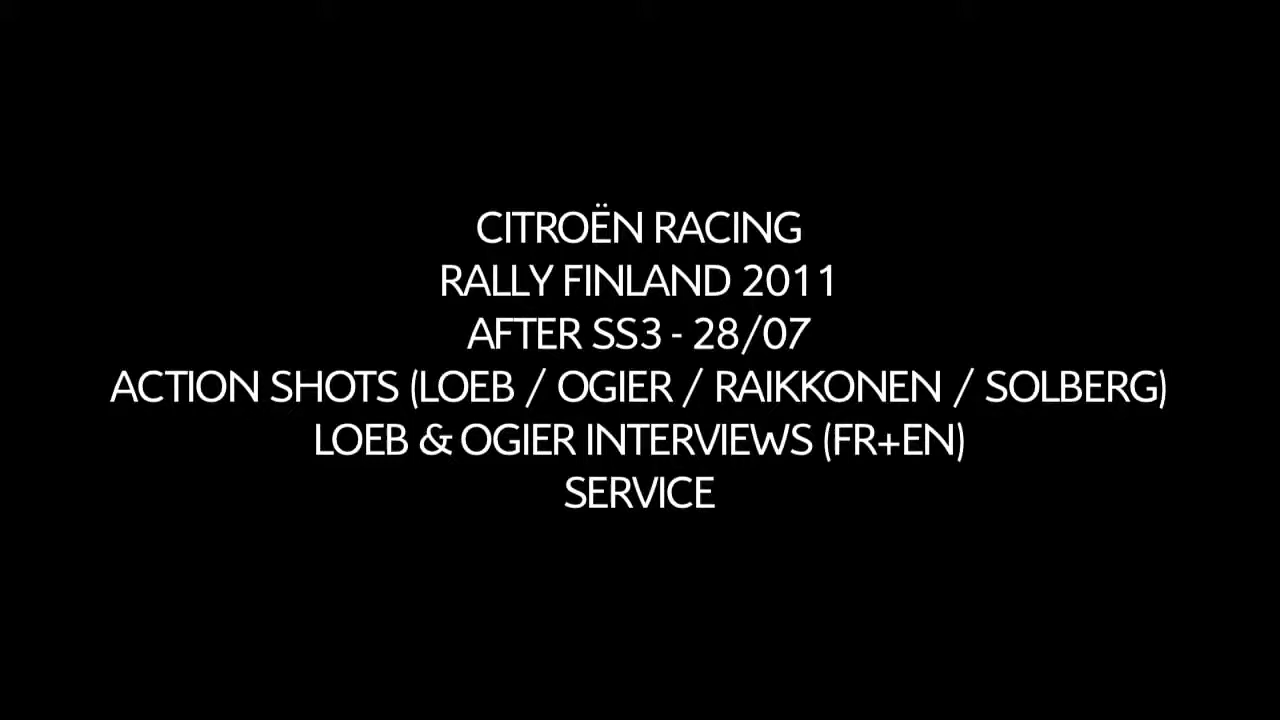 CITROËN RACING
RALLY FINLAND 2011
AFTER SS3 - 28/07
ACTION SHOTS (LOEB / OGIER / RAIKKONEN / SOLBERG)
LOEB & OGIER INTERVIEWS (FR+EN)
SERVICE